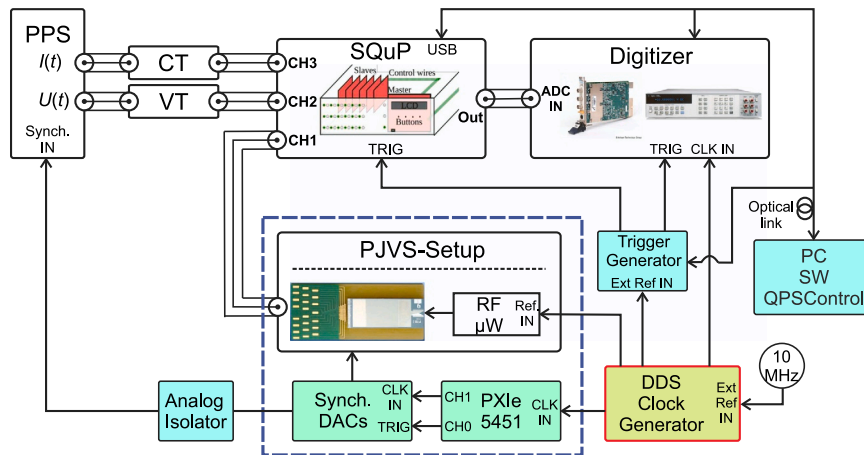 PPS
I(t)
U(t)
Synch.
IN
CT
VT
CH3
CH2
CH1
SQuP
USB
Slaves
Control wires
Master
LCD
Buttons
Out
TRIG
Digitizer
ADC
IN
TRIG
CLK IN
Optical
link
PC
SW
QPSControl
Trigger
Generator
Ext Ref IN
PJVS-Setup
RF
µW
Ref.
IN
10
MHz
Analog
Isolator
Synch.
DACs
CLK
IN
TRIG
CH1
CH0
PXIe
5451
CLK
IN
DDS
Clock
Generator
Ext
Ref
IN